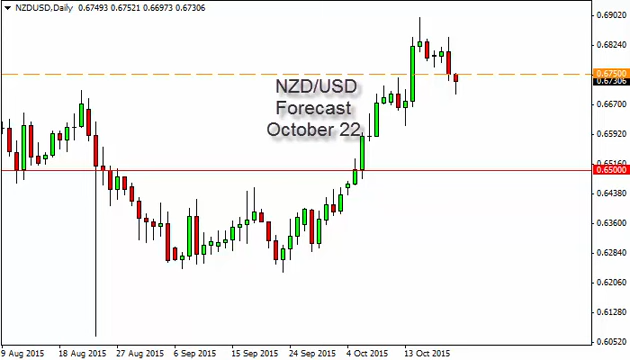 NZDUSD,Daily 0.67493 0.67521 0.66973 0.67306
0.69020
0.68240
0.67500
0.67306
0.66700
0.65920
0.65160
0.65000
0.64380
0.63600
0.62840
0.62060
0.61280
0.60520
NZD/USD
Forecast
October 22
9 Aug 2015 18 Aug 2015 27 Aug 2015 6 Sep 2015 15 Sep 2015 24 Sep 2015 4 Oct 2015 13 Oct 2015